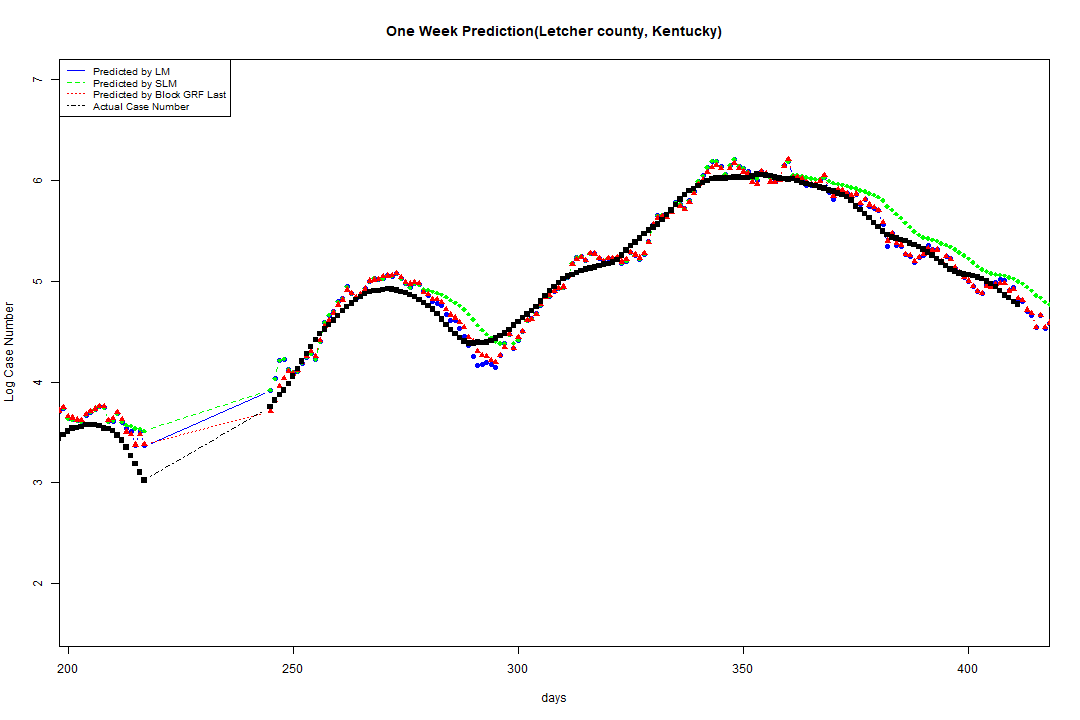 One Week Prediction(Letcher county, Kentucky)
Predicted by LM
Predicted by SLM
Predicted by Block GRF Last
Actual Case Number
7
6
5
4
3
2
Log Case Number
200 250 300 350 400
days